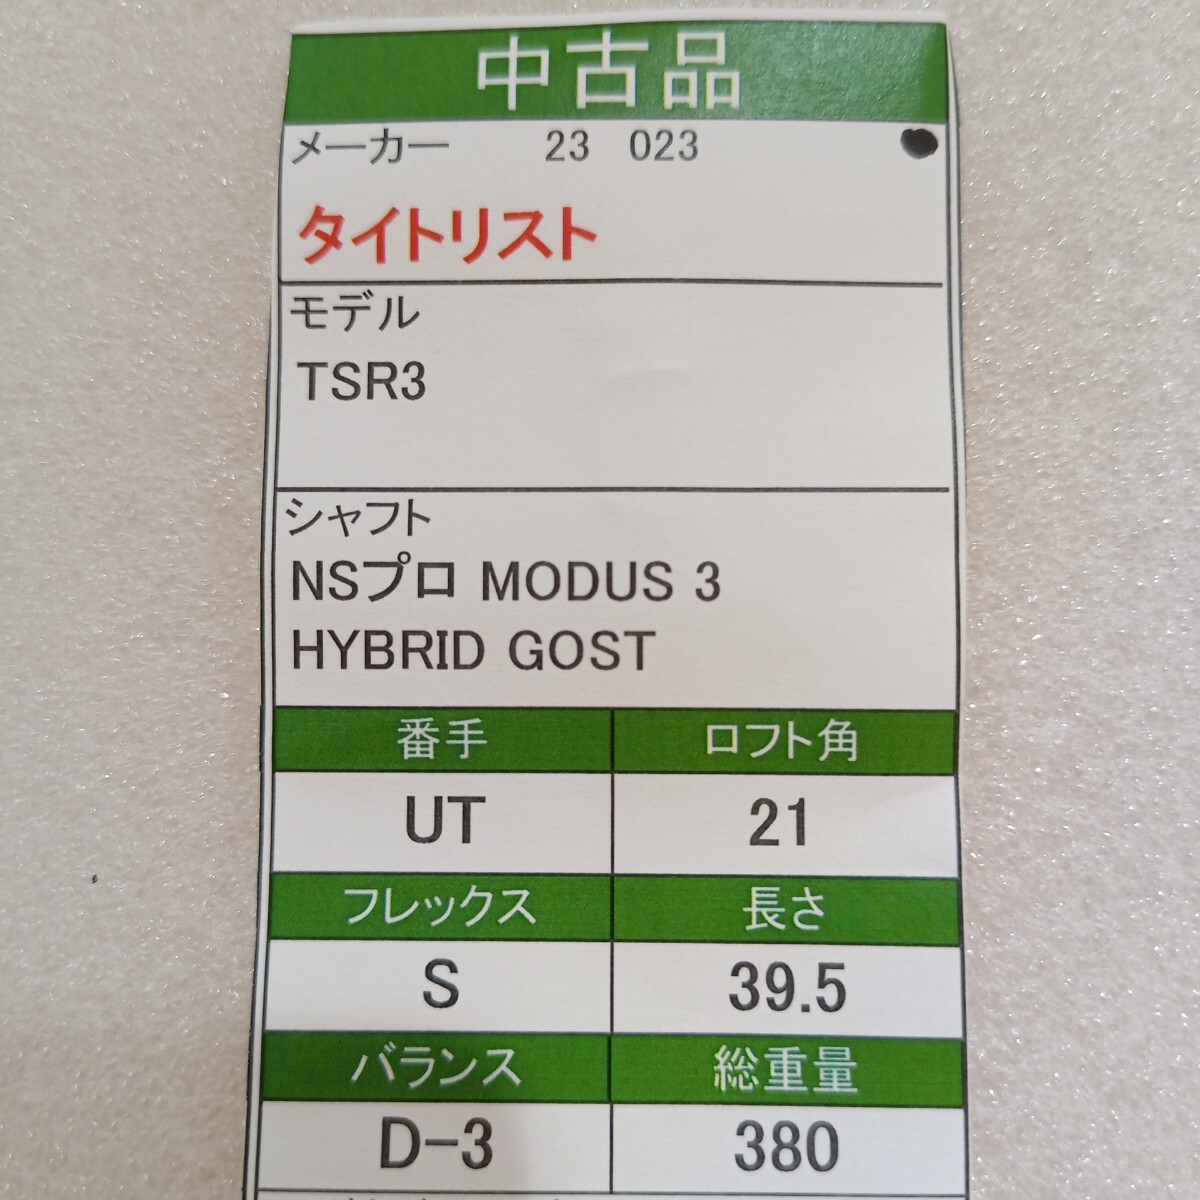 中古品
メーカー 23 023
タイトリスト
モデル
TSR3
シャフト
NSプロ MODUS 3
HYBRID GOST
番手 ロフト角
UT 21
フレックス 長さ
S 39.5
バランス 総重量
D-3 380